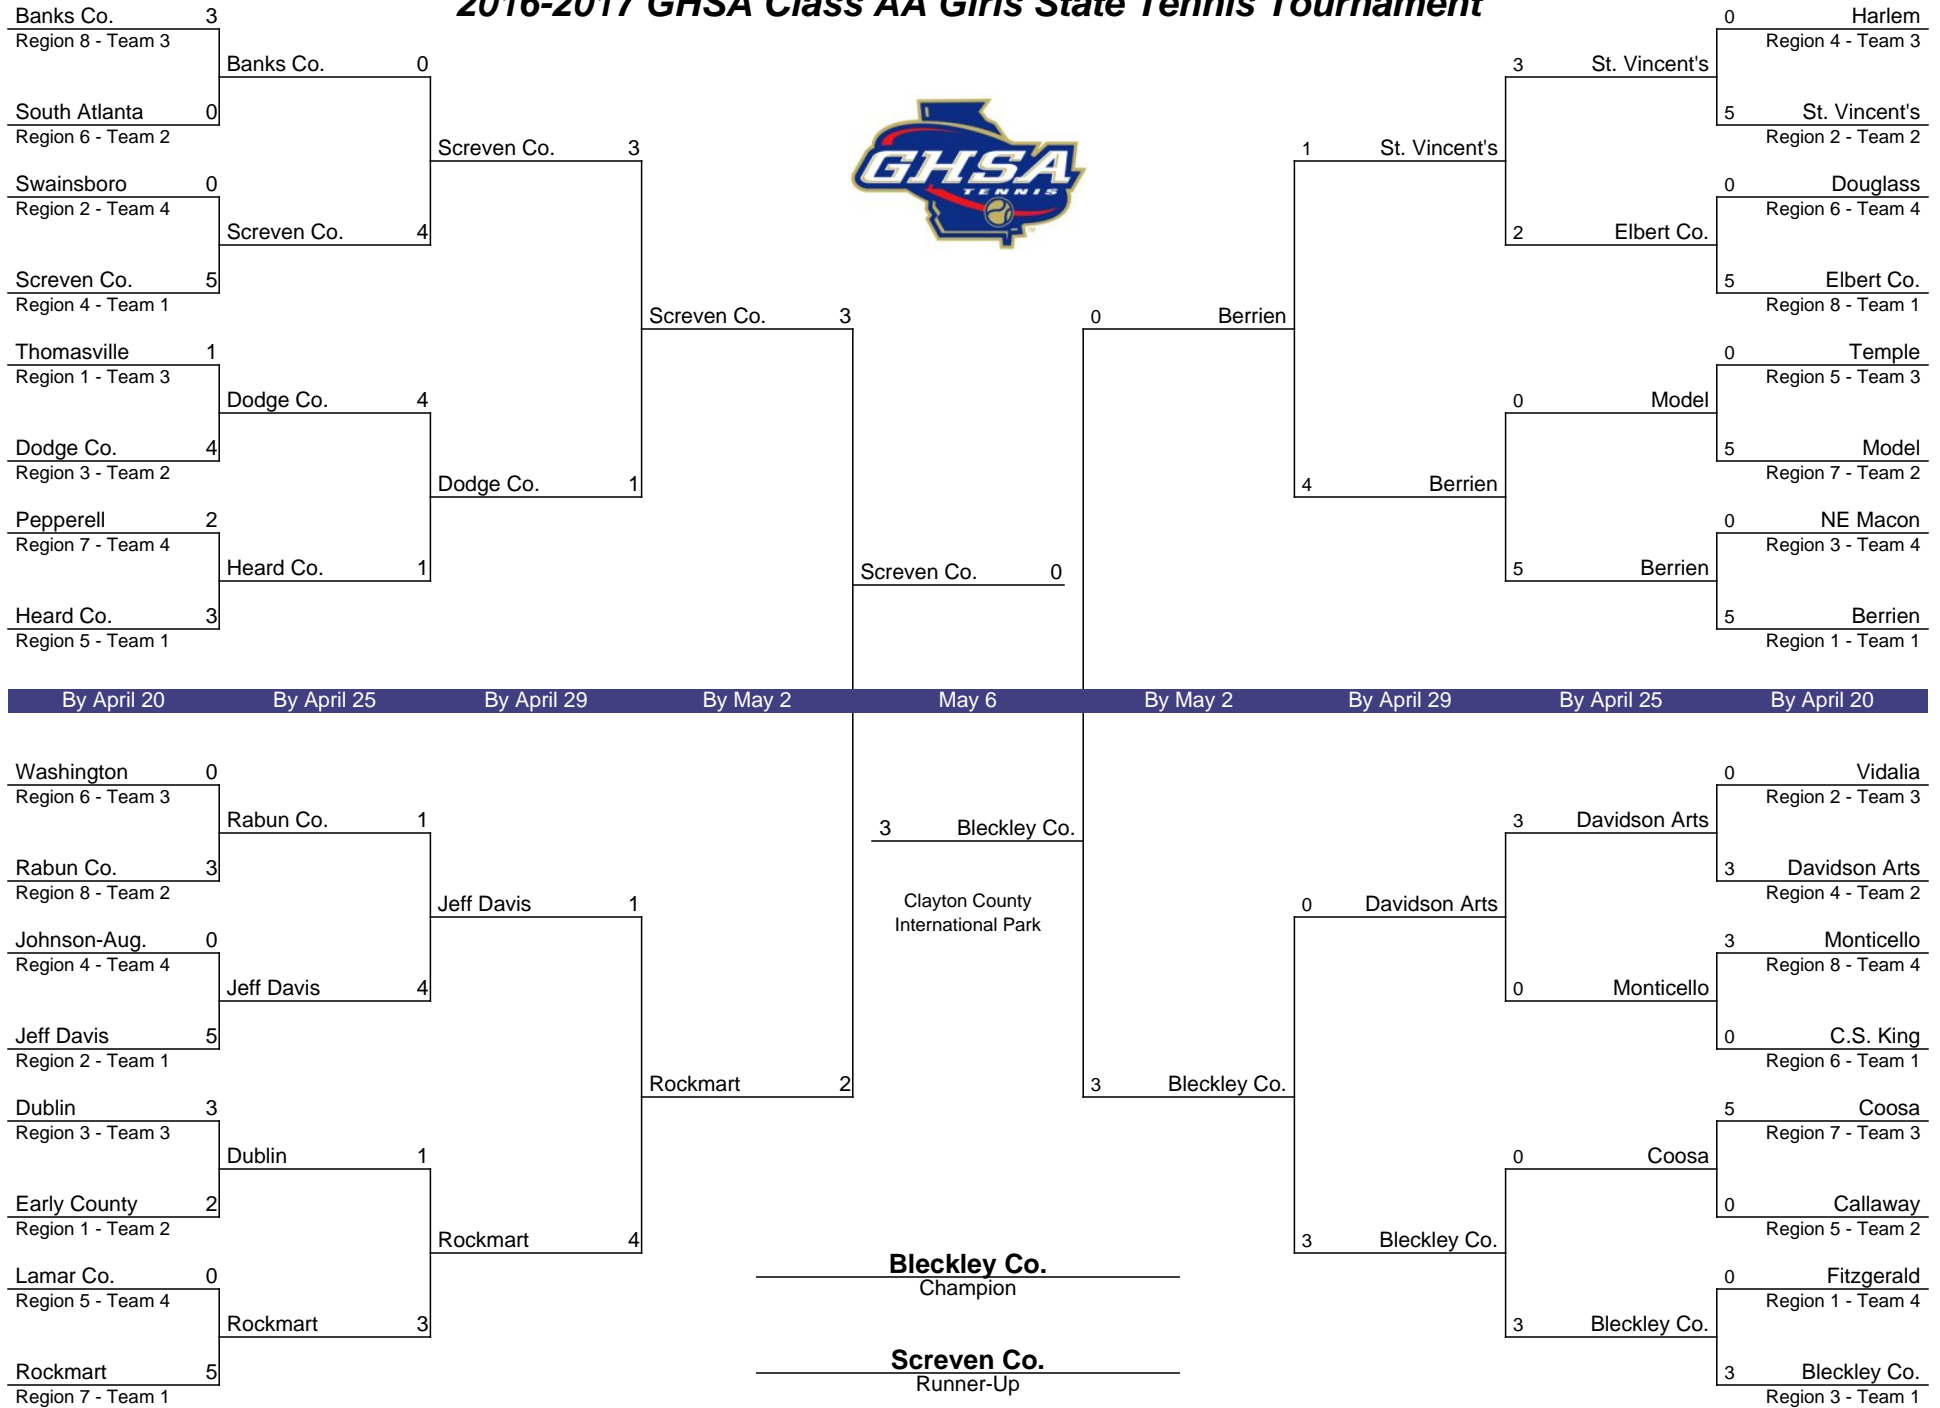 2016-2017 GHSA Class AA Girls State Tennis Tournament
Banks Co. 3
Region 8 - Team 3
South Atlanta 0
Region 6 - Team 2
Swainsboro 0
Region 2 - Team 4
Screven Co. 5
Region 4 - Team 1
Thomasville 1
Region 1 - Team 3
Dodge Co. 4
Region 3 - Team 2
Pepperell 2
Region 7 - Team 4
Heard Co. 3
Region 5 - Team 1
Banks Co. 0
Screven Co. 4
Dodge Co. 4
Heard Co. 1
Screven Co. 3
Dodge Co. 1
Screven Co. 3
Screven Co. 0
GHSA
TENNIS
TM
0 Berrien
1 St. Vincent's
4 Berrien
3 St. Vincent's
2 Elbert Co.
0 Model
5 Berrien
0 Harlem
Region 4 - Team 3
5 St. Vincent's
Region 2 - Team 2
0 Douglass
Region 6 - Team 4
5 Elbert Co.
Region 8 - Team 1
0 Temple
Region 5 - Team 3
5 Model
Region 7 - Team 2
0 NE Macon
Region 3 - Team 4
5 Berrien
Region 1 - Team 1
By April 20 By April 25 By April 29 By May 2 May 6 By May 2 By April 29 By April 25 By April 20
Washington 0
Region 6 - Team 3
Rabun Co. 3
Region 8 - Team 2
Johnson-Aug. 0
Region 4 - Team 4
Jeff Davis 5
Region 2 - Team 1
Dublin 3
Region 3 - Team 3
Early County 2
Region 1 - Team 2
Lamar Co. 0
Region 5 - Team 4
Rockmart 5
Region 7 - Team 1
Rabun Co. 1
Jeff Davis 4
Dublin 1
Rockmart 3
Jeff Davis 1
Rockmart 4
Rockmart 2
3 Bleckley Co.
Clayton County
International Park
Bleckley Co.
Champion
Screven Co.
Runner-Up
3 Bleckley Co.
0 Davidson Arts
3 Bleckley Co.
3 Davidson Arts
0 Monticello
0 Coosa
3 Bleckley Co.
0 Vidalia
Region 2 - Team 3
3 Davidson Arts
Region 4 - Team 2
3 Monticello
Region 8 - Team 4
0 C.S. King
Region 6 - Team 1
5 Coosa
Region 7 - Team 3
0 Callaway
Region 5 - Team 2
0 Fitzgerald
Region 1 - Team 4
3 Bleckley Co.
Region 3 - Team 1